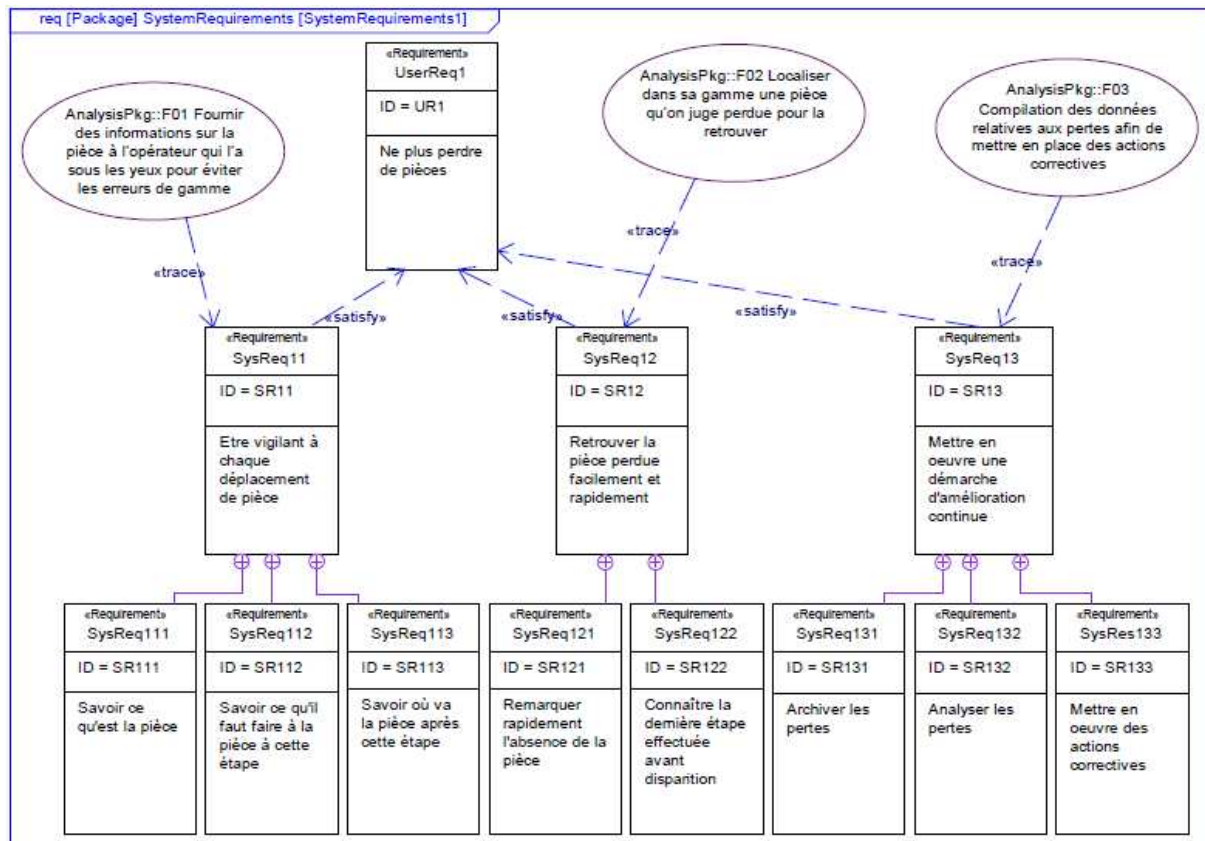 req [Package] SystemRequirements [SystemRequirements1]
«Requirement»
UserReq1
ID = UR1
Ne plus perdre
de pièces
AnalysisPkg::F01 Fournir
des informations sur la
pièce à l'opérateur qui l'a
sous les yeux pour éviter
les erreurs de gamme
AnalysisPkg::F02 Localiser
dans sa gamme une pièce
qu'on juge perdue pour la
retrouver
AnalysisPkg::F03
Compilation des données
relatives aux pertes afin de
mettre en place des actions
correctives
«trace»
«trace»
«trace»
«satisfy»
«satisfy»
«satisfy»
«Requirement»
SysReq11
ID = SR11
Etre vigilant à
chaque
déplacement
de pièce
«Requirement»
SysReq12
ID = SR12
Retrouver la
pièce perdue
facilement et
rapidement
«Requirement»
SysReq13
ID = SR13
Mettre en
oeuvre une
démarche
d'amélioration
continue
«Requirement»
SysReq111
ID = SR111
Savoir ce
qu'est la pièce
«Requirement»
SysReq112
ID = SR112
Savoir ce qu'il
faut faire à la
pièce à cette
étape
«Requirement»
SysReq113
ID = SR113
Savoir où va
la pièce après
cette étape
«Requirement»
SysReq121
ID = SR121
Remarquer
rapidement
l'absence de la
pièce
«Requirement»
SysReq122
ID = SR122
Connaître la
dernière étape
effectuée
avant
disparition
«Requirement»
SysReq131
ID = SR131
Archiver les
pertes
«Requirement»
SysReq132
ID = SR132
Analyser les
pertes
«Requirement»
SysRes133
ID = SR133
Mettre en
oeuvre des
actions
correctives